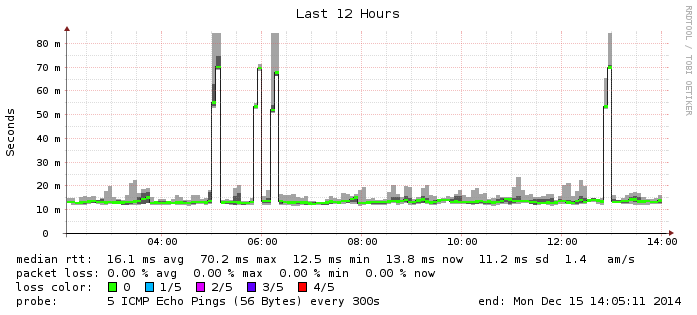 Last 12 Hours
RRDTOOL / TOBI OETIKER
Seconds
80 m
70 m
60 m
50 m
40 m
30 m
20 m
10 m
0
04:00 06:00 08:00 10:00 12:00 14:00
median rtt: 16.1 ms avg 70.2 ms max 12.5 ms min 13.8 ms now 11.2 ms sd 1.4 am/s
packet loss: 0.00 % avg 0.00 % max 0.00 % min 0.00 % now
loss color: 0 1/5 2/5 3/5 4/5
probe: 5 ICMP Echo Pings (56 Bytes) every 300s end: Mon Dec 15 14:05:11 2014